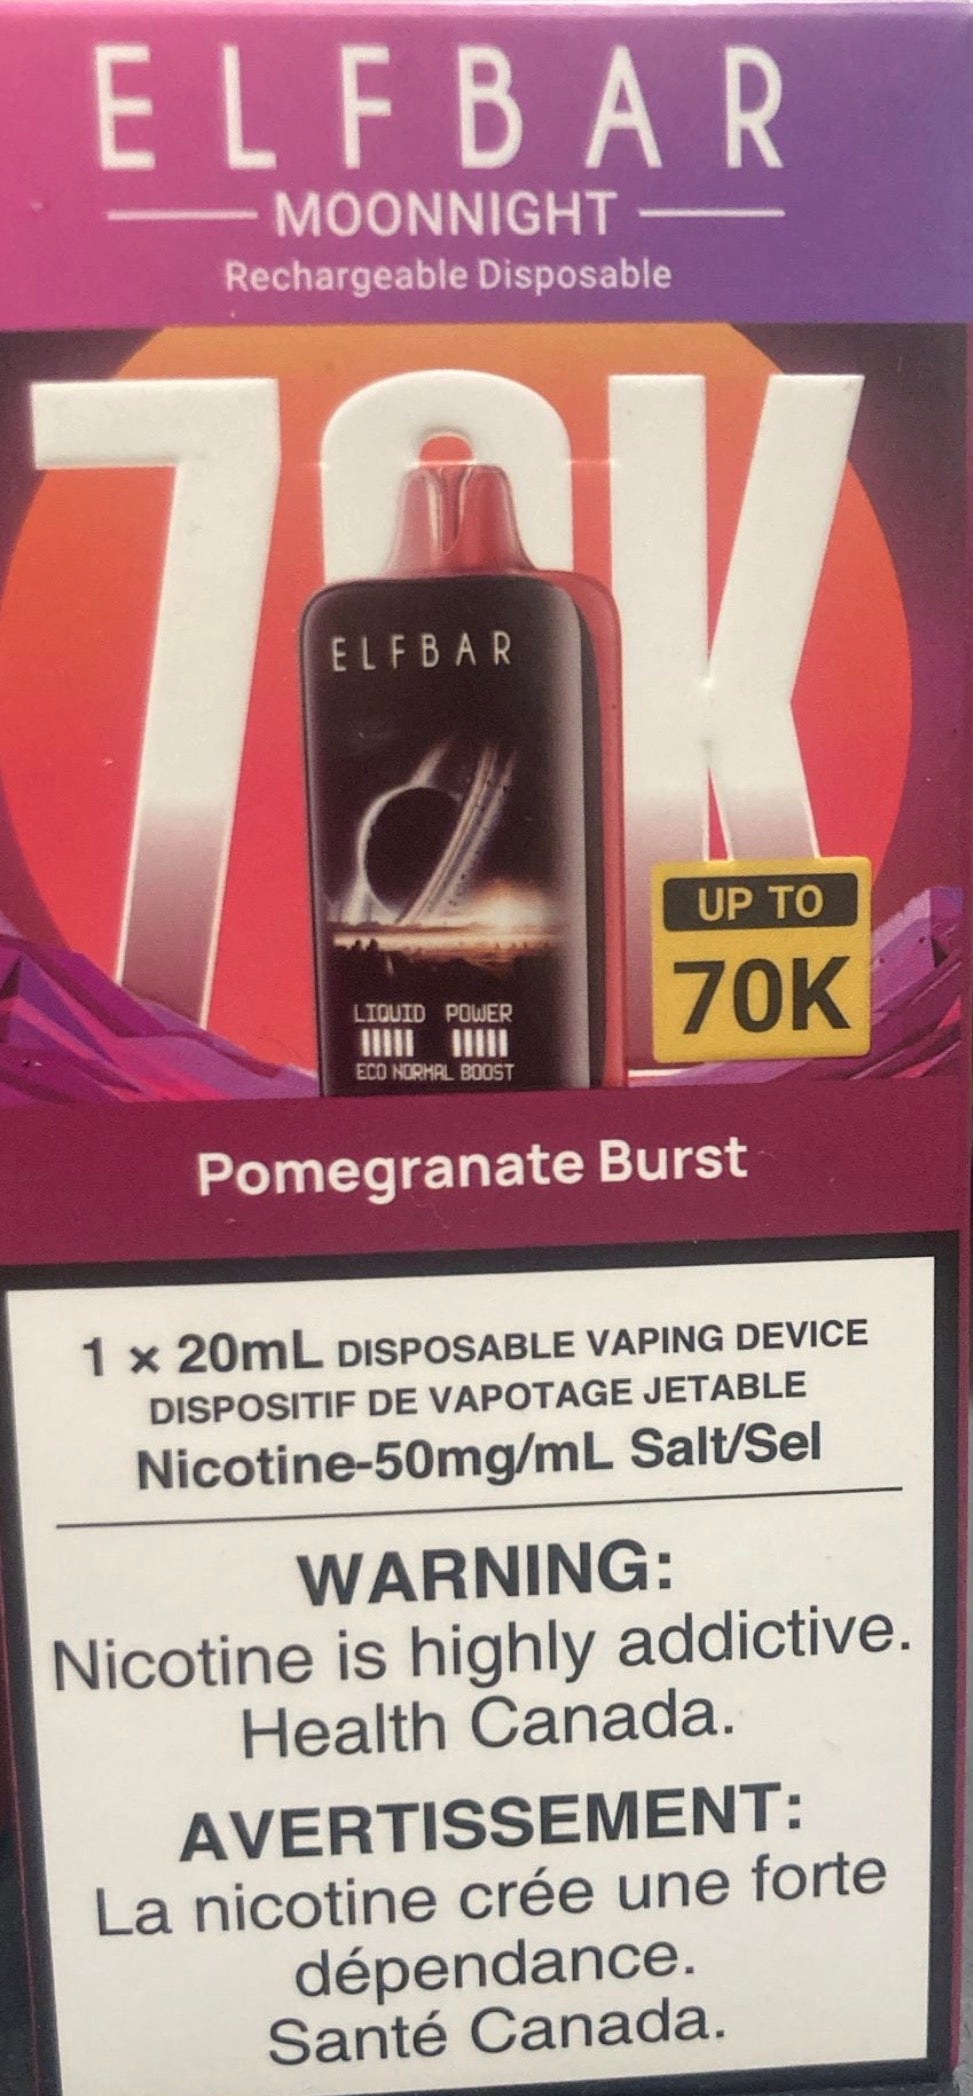 ELFBAR
MOONNIGHT
Rechargeable Disposable
70K
ELFBAR
LIQUID POWER
ECO NORMAL BOOST
UP TO
70K
Pomegranate Burst
1 x 20mL DISPOSABLE VAPING DEVICE
DISPOSITIF DE VAPOTAGE JETABLE
Nicotine-50mg/mL Salt/Sel
WARNING:
Nicotine is highly addictive.
Health Canada.
AVERTISSEMENT:
La nicotine crée une forte
dépendance.
Santé Canada.